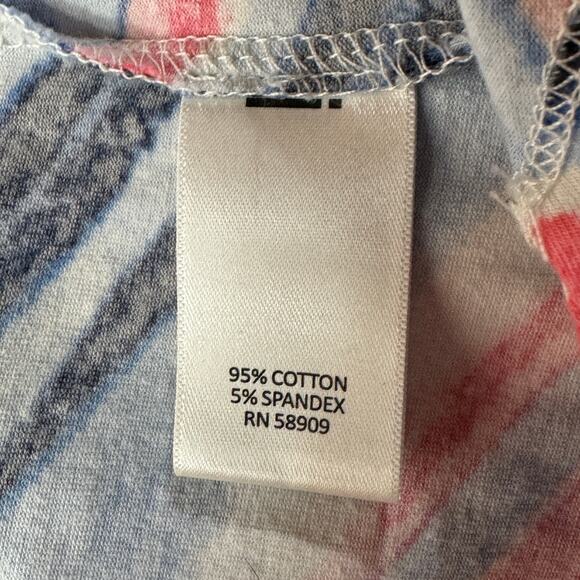 95% COTTON
5% SPANDEX
RN 58909